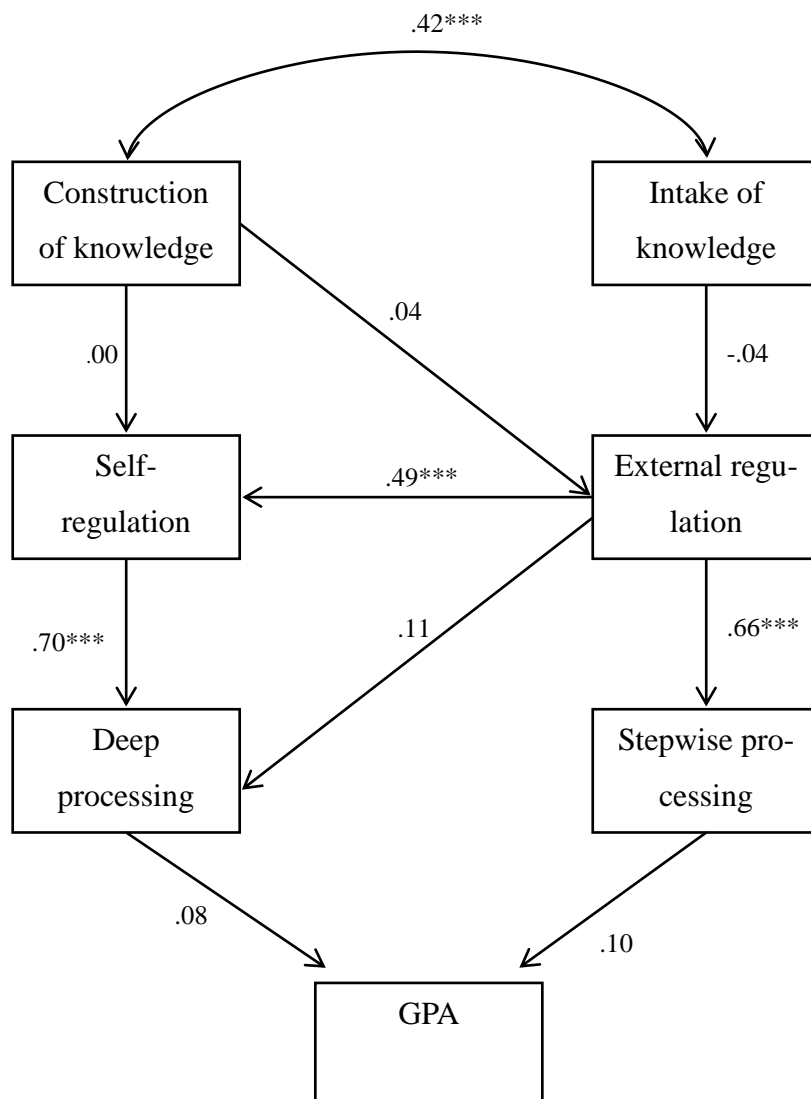 .42***
Construction
of knowledge
Intake of
knowledge
.04
.00
-.04
Self-
regulation
.49***
External regu-
lation
.70***
.11
.66***
Deep
processing
Stepwise pro-
cessing
.08
.10
GPA